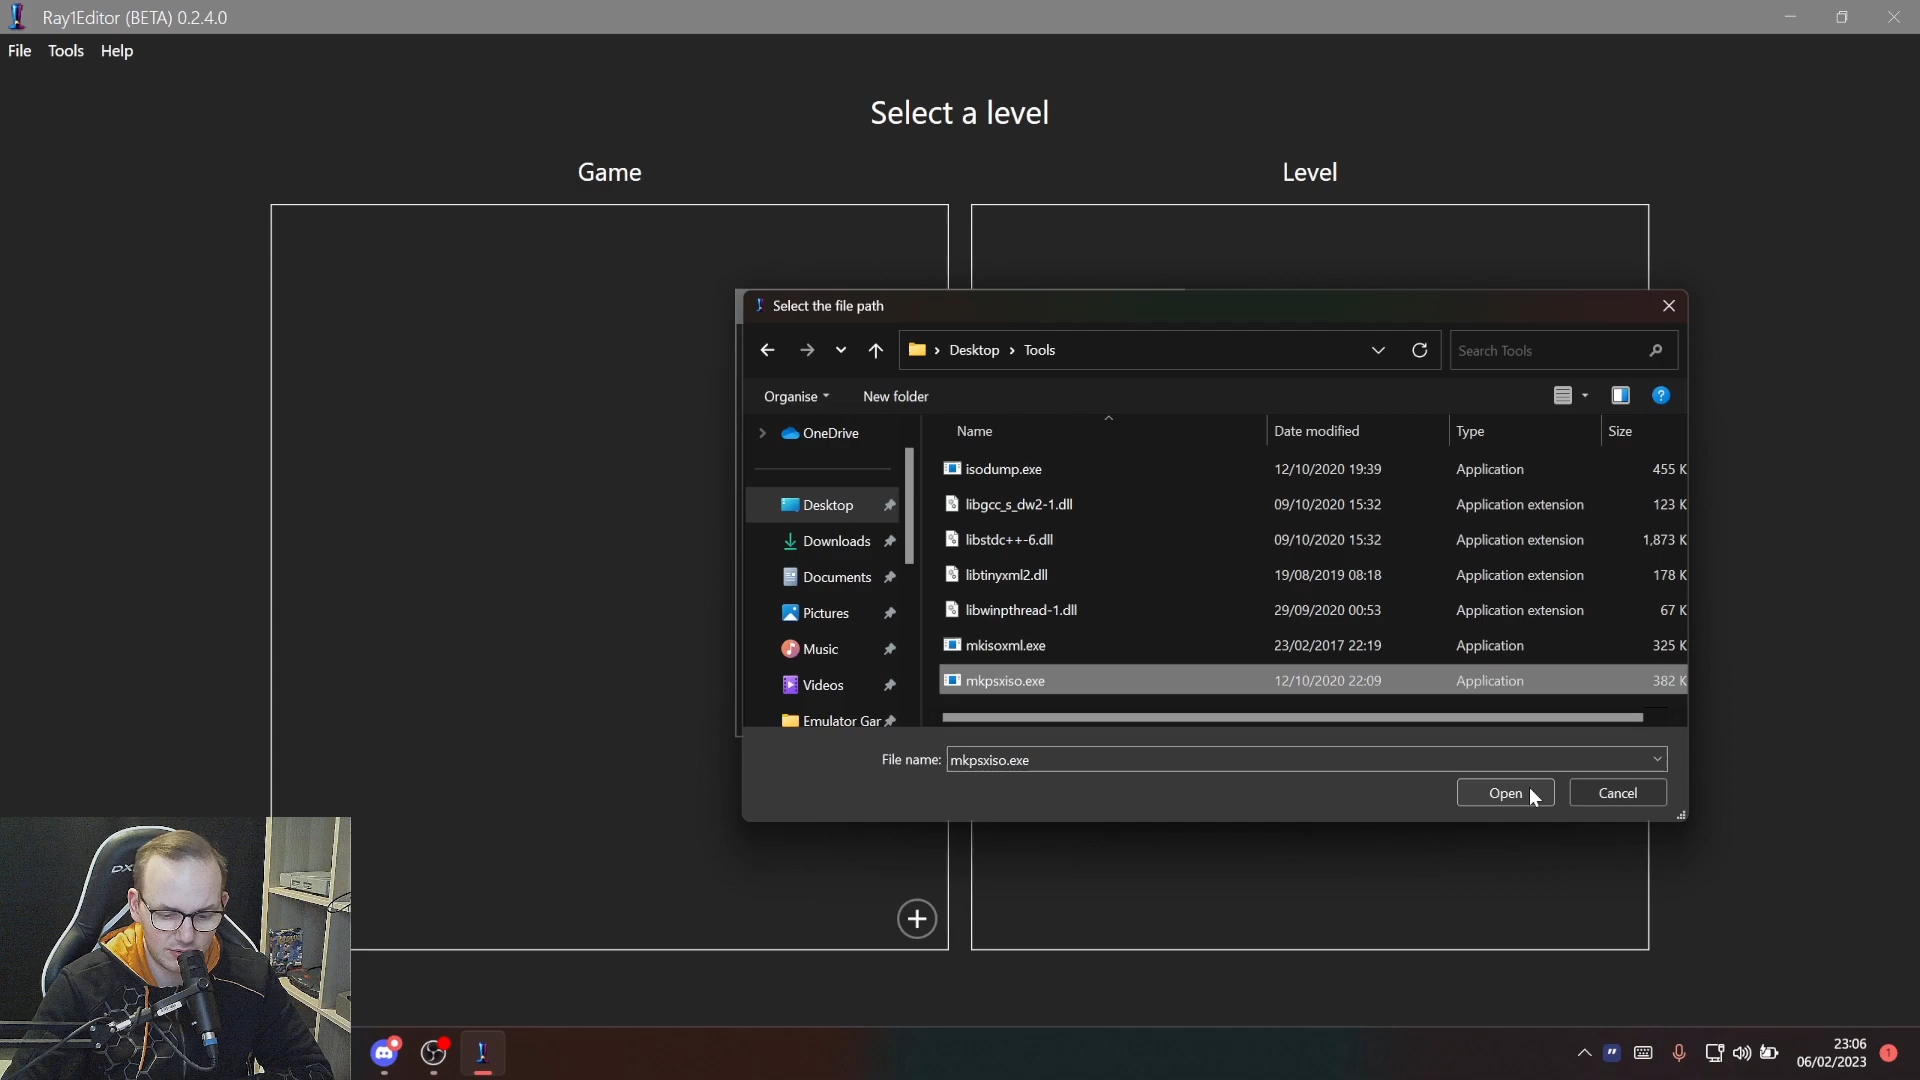 Ray1Editor (BETA) 0.2.4.0
File Tools Help
Select a level
Game Level
Select the file path
Desktop Tools
Search Tools
Organise New folder
Name Date modified Type Size
OneDrive
Desktop
Downloads
Documents
Pictures
Music
Videos
Emulator Gar
isodump.exe 12/10/2020 19:39 Application 455 K
libgcc_s_dw2-1.dll 09/10/2020 15:32 Application extension 123 K
libstdc++-6.dll 09/10/2020 15:32 Application extension 1,873 K
libtinyxml2.dll 19/08/2019 08:18 Application extension 178 K
libwinpthread-1.dll 29/09/2020 00:53 Application extension 67 K
mkisoxml.exe 23/02/2017 22:19 Application 325 K
mkpsxiso.exe 12/10/2020 22:09 Application 382 K
File name: mkpsxiso.exe
Open Cancel
23:06
06/02/2023
1